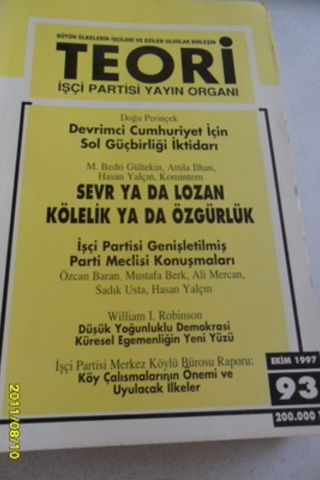 BÜTÜN ÜLKELERİN İŞÇİLERİ VE EZİLEN ULUSLAR BİRLEŞİN
TEORİ
İŞÇİ PARTİSİ YAYIN ORGANI
Doğu Perinçek
Devrimci Cumhuriyet İçin
Sol Güçbirliği İktidarı
M. Bedri Gültekin, Attila İlhan,
Hasan Yalçın, Komintern
SEVR YA DA LOZAN
KÖLELİK YA DA ÖZGÜRLÜK
İşçi Partisi Genişletilmiş
Parti Meclisi Konuşmaları
Özcan Baran, Mustafa Berk, Ali Mercan,
Sadık Usta, Hasan Yalçın
William I. Robinson
Düşük Yoğunluklu Demokrasi
Küresel Egemenliğin Yeni Yüzü
İşçi Partisi Merkez Köylü Bürosu Raporu:
Köy Çalışmalarının Önemi ve
Uyulacak İlkeler
EKİM 1997
93
200.000
2011/08/10